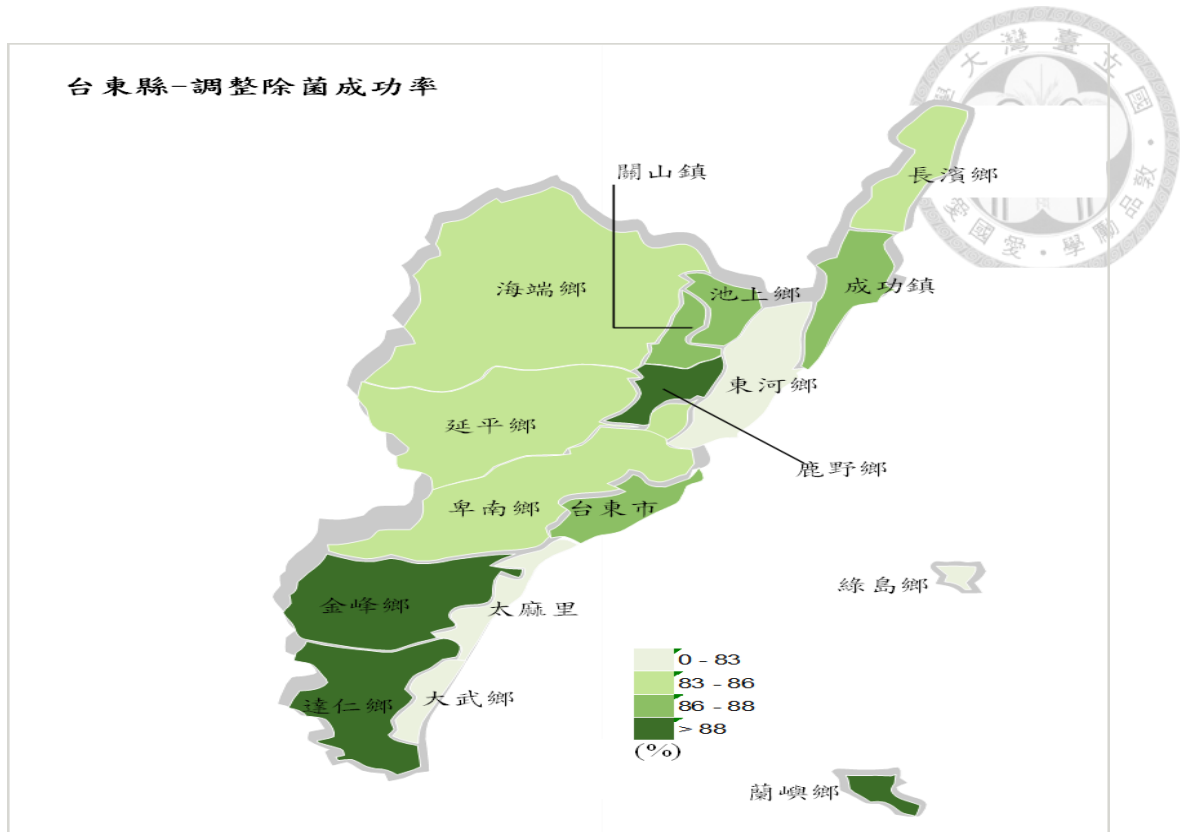 台東縣-調整除菌成功率
關山鎮
長濱鄉
海端鄉
池上鄉
成功鎮
東河鄉
延平鄉
鹿野鄉
卑南鄉
台東市
綠島鄉
金峰鄉
太麻里
達仁鄉
大武鄉
0 - 83
83 - 86
86 - 88
> 88
(%)
蘭嶼鄉